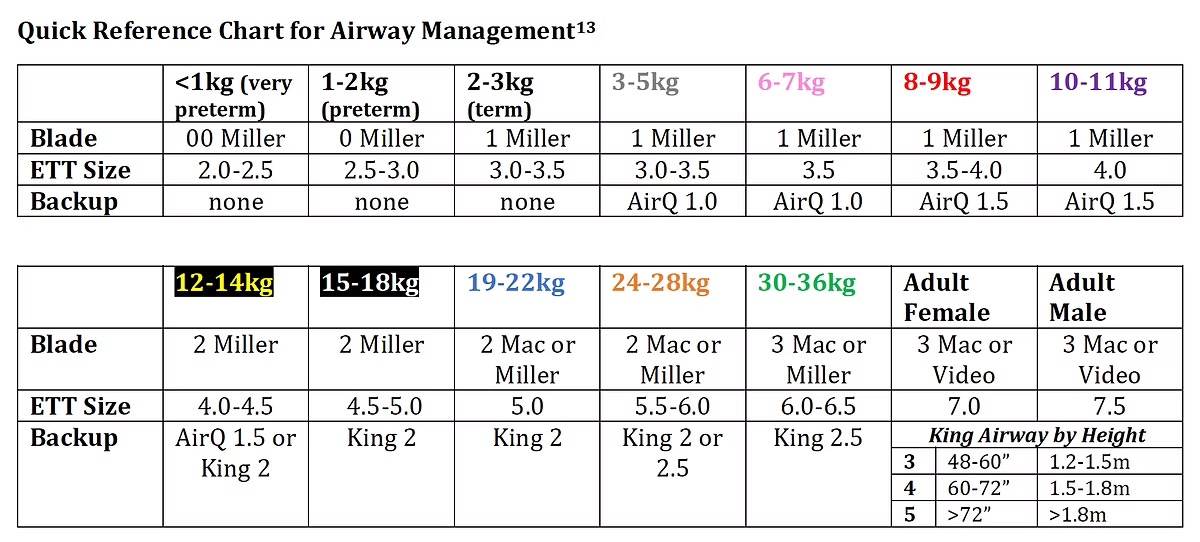 Quick Reference Chart for Airway Management¹³
<1kg (very preterm) 1-2kg (preterm) 2-3kg (term) 3-5kg 6-7kg 8-9kg 10-11kg
Blade 00 Miller 0 Miller 1 Miller 1 Miller 1 Miller 1 Miller 1 Miller
ETT Size 2.0-2.5 2.5-3.0 3.0-3.5 3.0-3.5 3.5 3.5-4.0 4.0
Backup none none none AirQ 1.0 AirQ 1.0 AirQ 1.5 AirQ 1.5
12-14kg 15-18kg 19-22kg 24-28kg 30-36kg Adult Female Adult Male
Blade 2 Miller 2 Miller 2 Mac or Miller 2 Mac or Miller 3 Mac or Miller 3 Mac or Video 3 Mac or Video
ETT Size 4.0-4.5 4.5-5.0 5.0 5.5-6.0 6.0-6.5 7.0 7.5
Backup AirQ 1.5 or King 2 King 2 King 2 King 2 or 2.5 King 2.5 King Airway by Height
3 48-60” 1.2-1.5m
4 60-72” 1.5-1.8m
5 >72” >1.8m